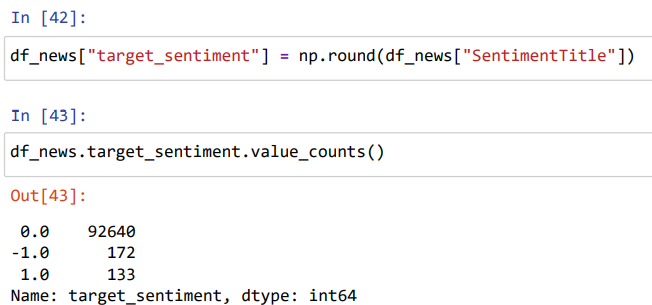 In [42]:
df_news["target_sentiment"] = np.round(df_news["SentimentTitle"])
In [43]:
df_news.target_sentiment.value_counts()
Out[43]:
 0.0    92640
-1.0      172
 1.0      133
Name: target_sentiment, dtype: int64